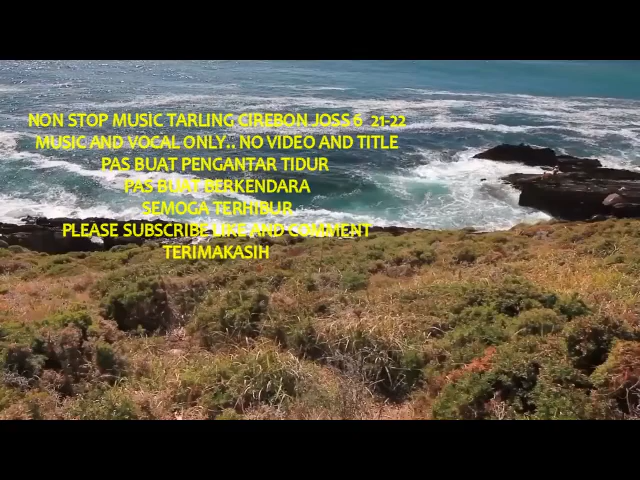 NON STOP MUSIC TARLING CIREBON JOSS 6 21-22
MUSIC AND VOCAL ONLY.. NO VIDEO AND TITLE
PAS BUAT PENGANTAR TIDUR
PAS BUAT BERKENDARA
SEMOGA TERHIBUR
PLEASE SUBSCRIBE LIKE AND COMMENT
TERIMAKASIH